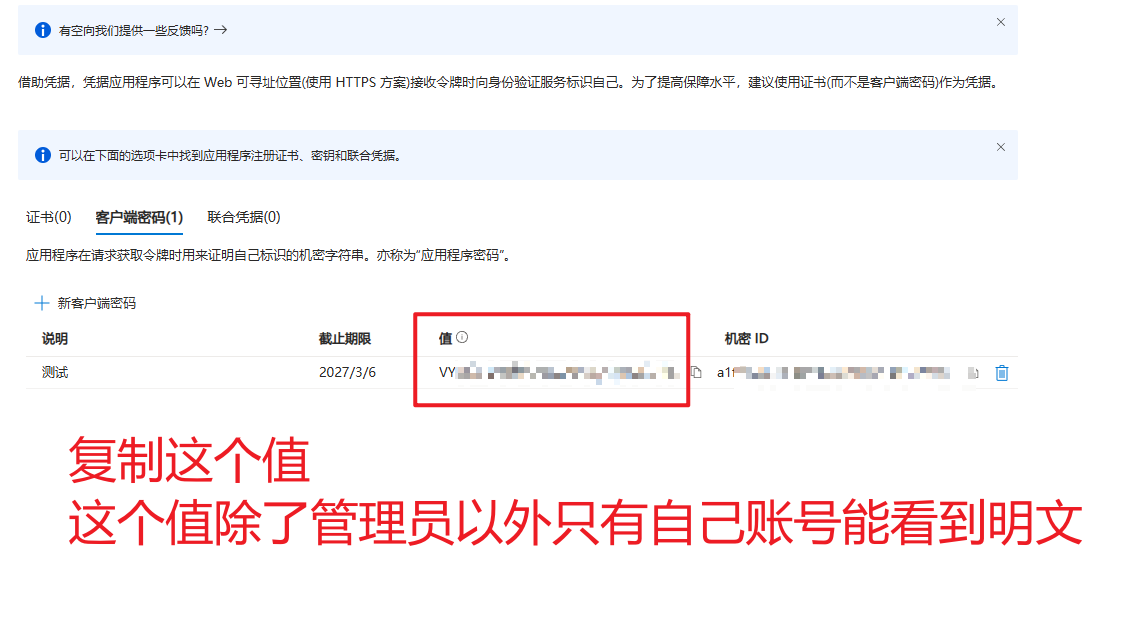 有空向我们提供一些反馈吗? →
借助凭据，凭据应用程序可以在 Web 可寻址位置(使用 HTTPS 方案)接收令牌时向身份验证服务标识自己。为了提高保障水平，建议使用证书(而不是客户端密码)作为凭据。
可以在下面的选项卡中找到应用程序注册证书、密钥和联合凭据。
证书(0) 客户端密码(1) 联合凭据(0)
应用程序在请求获取令牌时用来证明自己标识的机密字符串。亦称为“应用程序密码”。
新客户端密码
说明 截止期限 值 机密 ID
测试 2027/3/6 VY
复制这个值
这个值除了管理员以外只有自己账号能看到明文